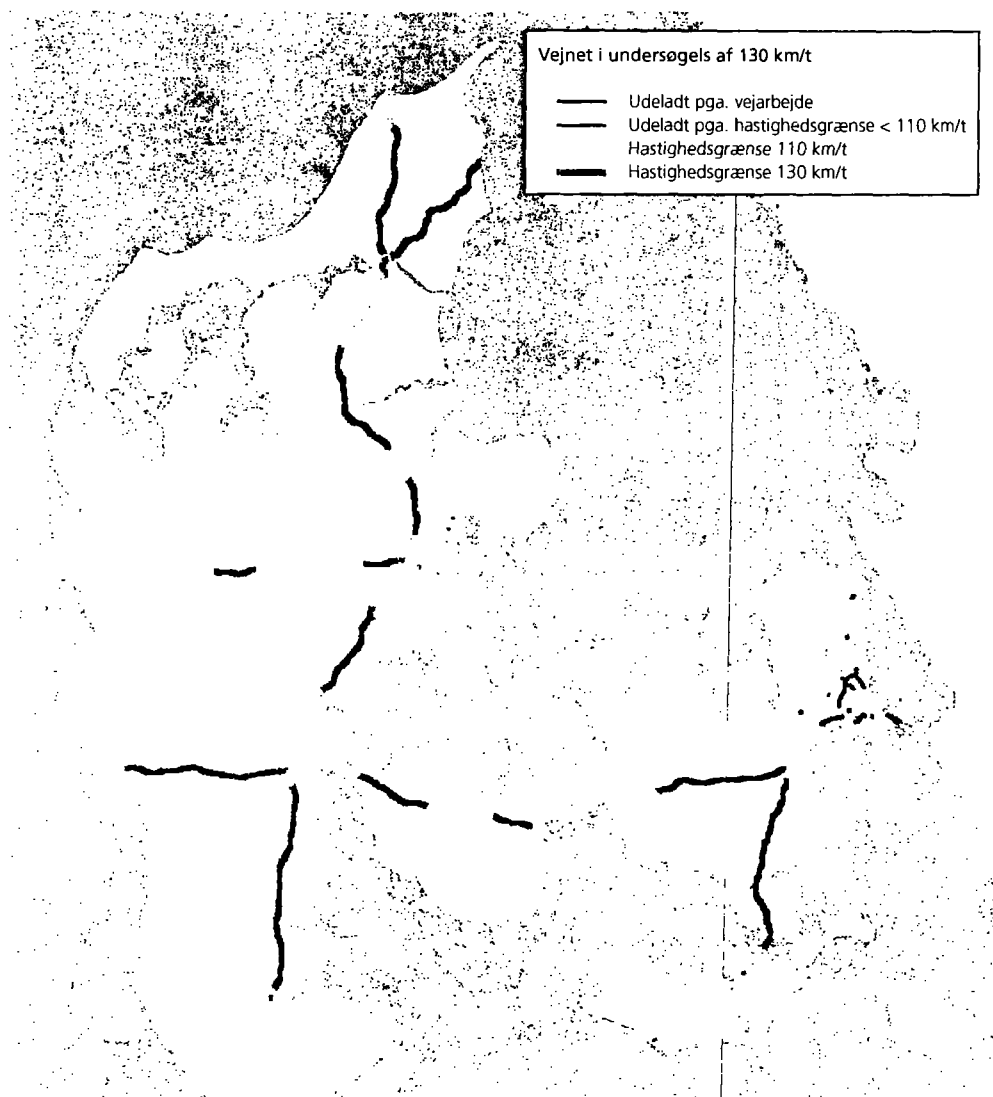 Vejnet i undersøgels af 130 km/t
Udeladt pga. vejarbejde
Udeladt pga. hastighedsgrænse < 110 km/t
Hastighedsgrænse 110 km/t
Hastighedsgrænse 130 km/t